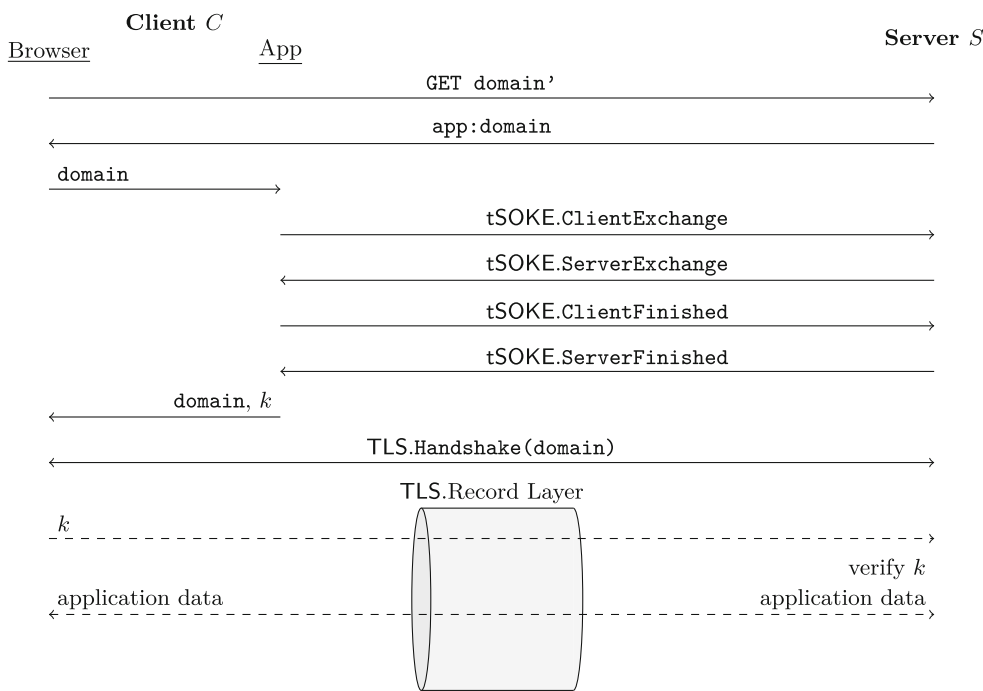 Client C
Browser
App
Server S
GET domain’
app:domain
domain
tSOKE.ClientExchange
tSOKE.ServerExchange
tSOKE.ClientFinished
tSOKE.ServerFinished
domain, k
TLS.Handshake(domain)
TLS.Record Layer
k
verify k
application data
application data